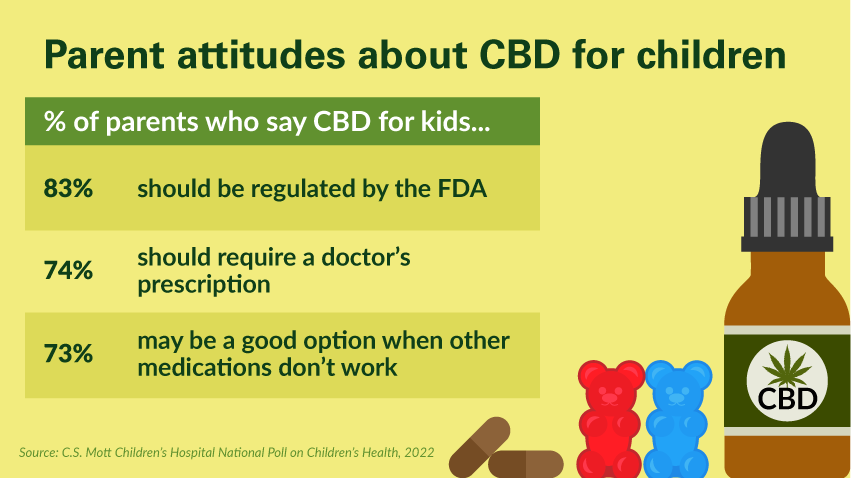 Parent attitudes about CBD for children
% of parents who say CBD for kids...
83% should be regulated by the FDA
74% should require a doctor’s
prescription
73% may be a good option when other
medications don’t work
CBD
Source: C.S. Mott Children’s Hospital National Poll on Children’s Health, 2022